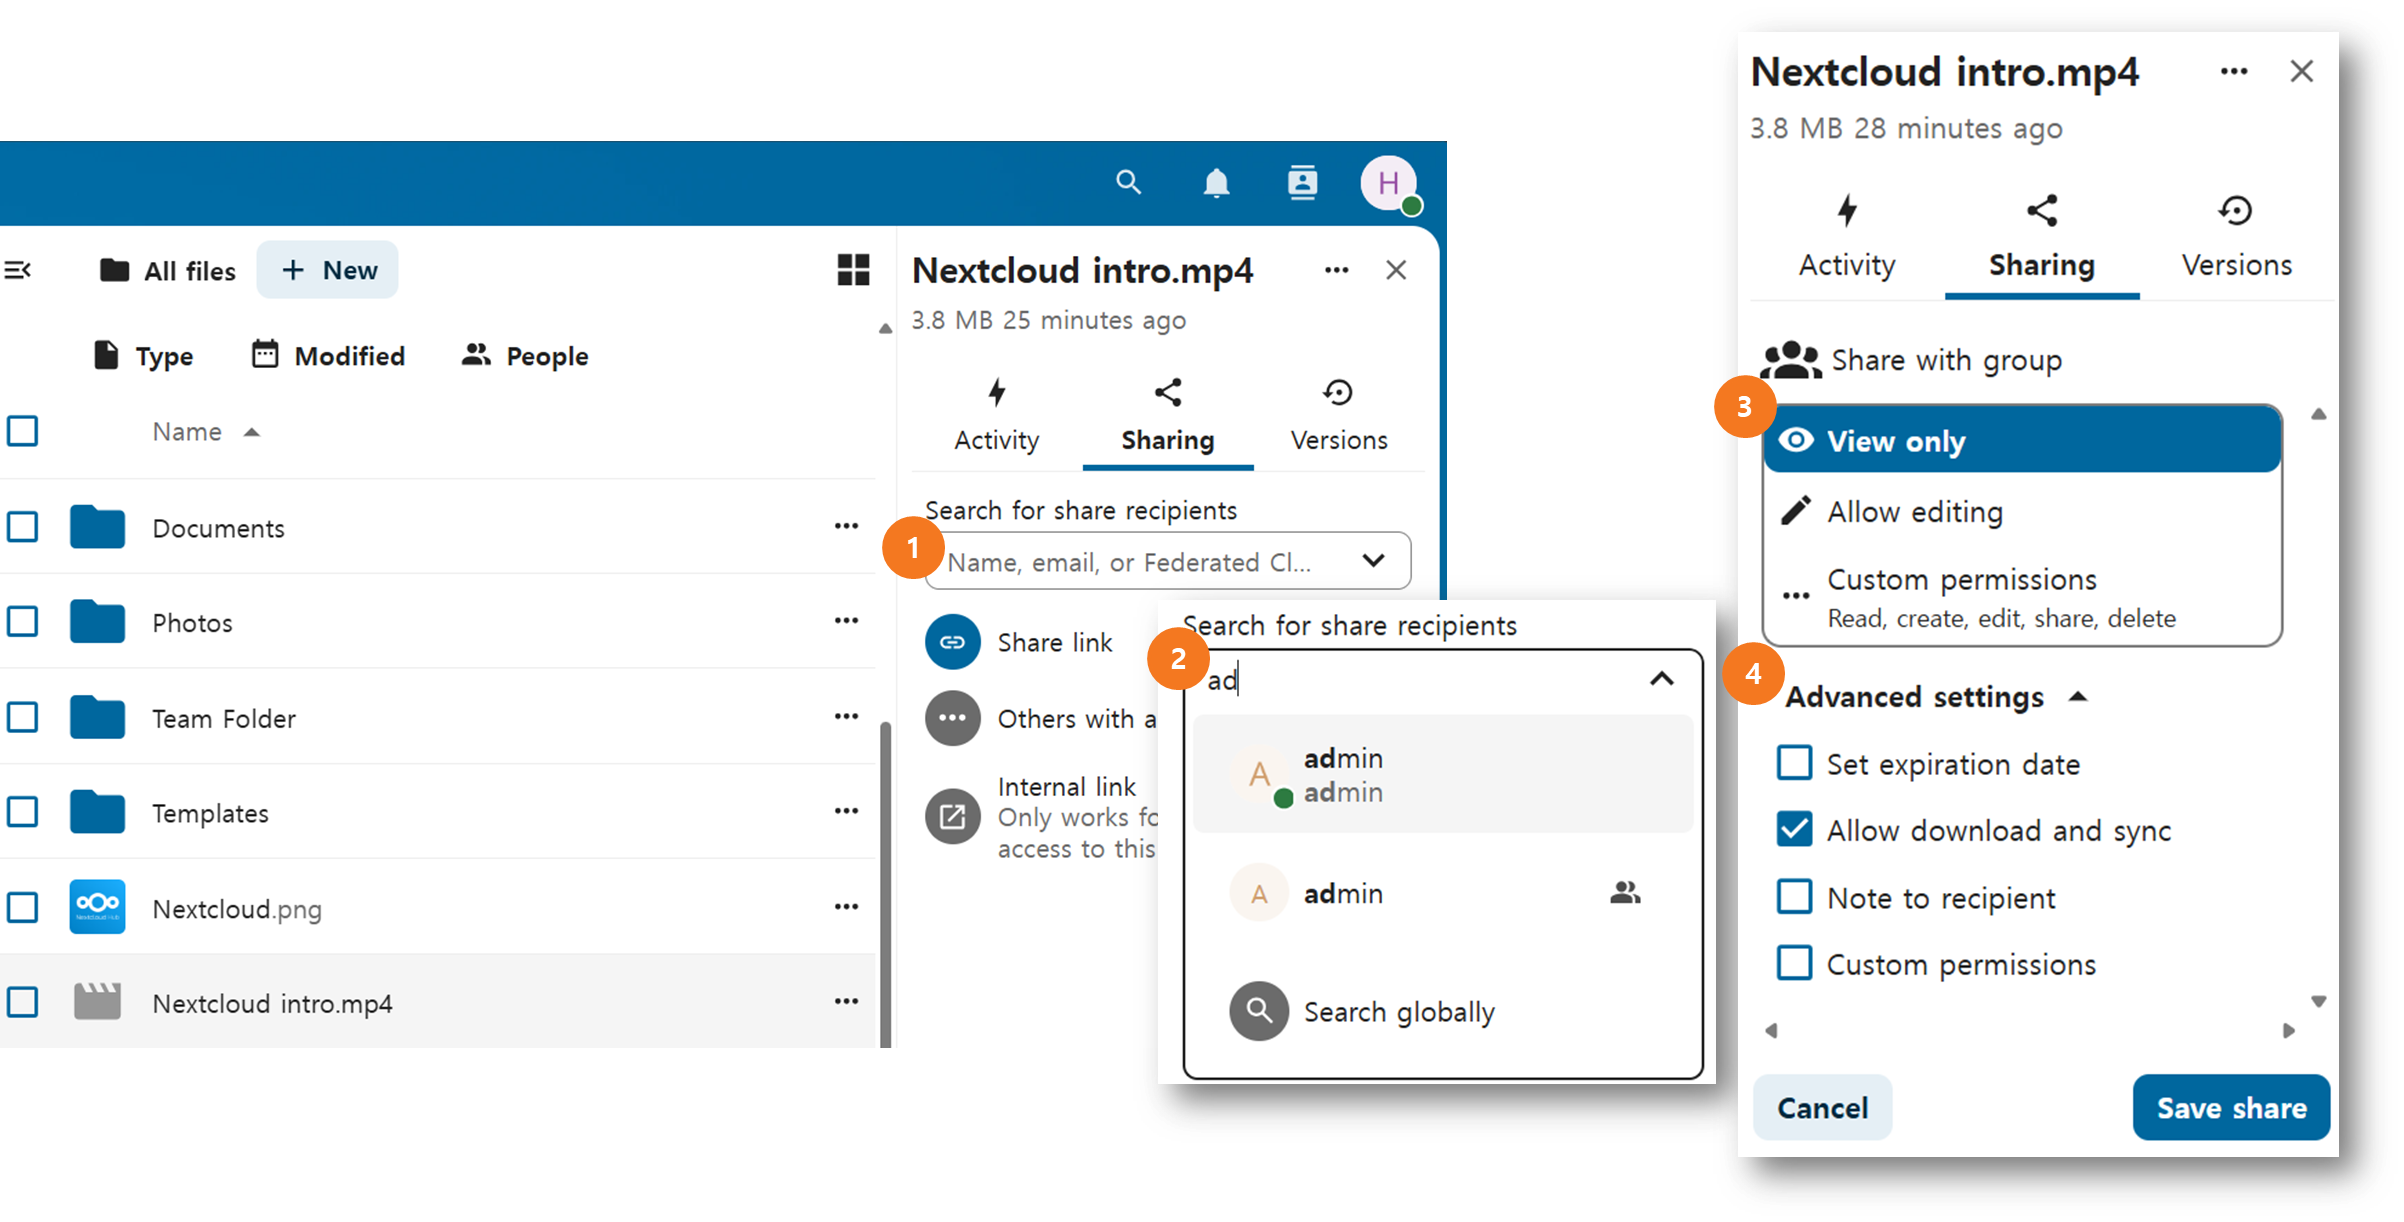 H
All files
+ New
Type
Modified
People
Name
Documents
Photos
Team Folder
Templates
Nextcloud.png
Nextcloud intro.mp4
Nextcloud intro.mp4
3.8 MB 25 minutes ago
Activity
Sharing
Versions
Search for share recipients
1
Name, email, or Federated Cl...
Share link
Others with a
Internal link
Only works fo
access to this
Search for share recipients
2
ad
A
admin
admin
A
admin
Search globally
Nextcloud intro.mp4
3.8 MB 28 minutes ago
Activity
Sharing
Versions
Share with group
3
View only
Allow editing
Custom permissions
Read, create, edit, share, delete
4
Advanced settings
Set expiration date
Allow download and sync
Note to recipient
Custom permissions
Cancel
Save share